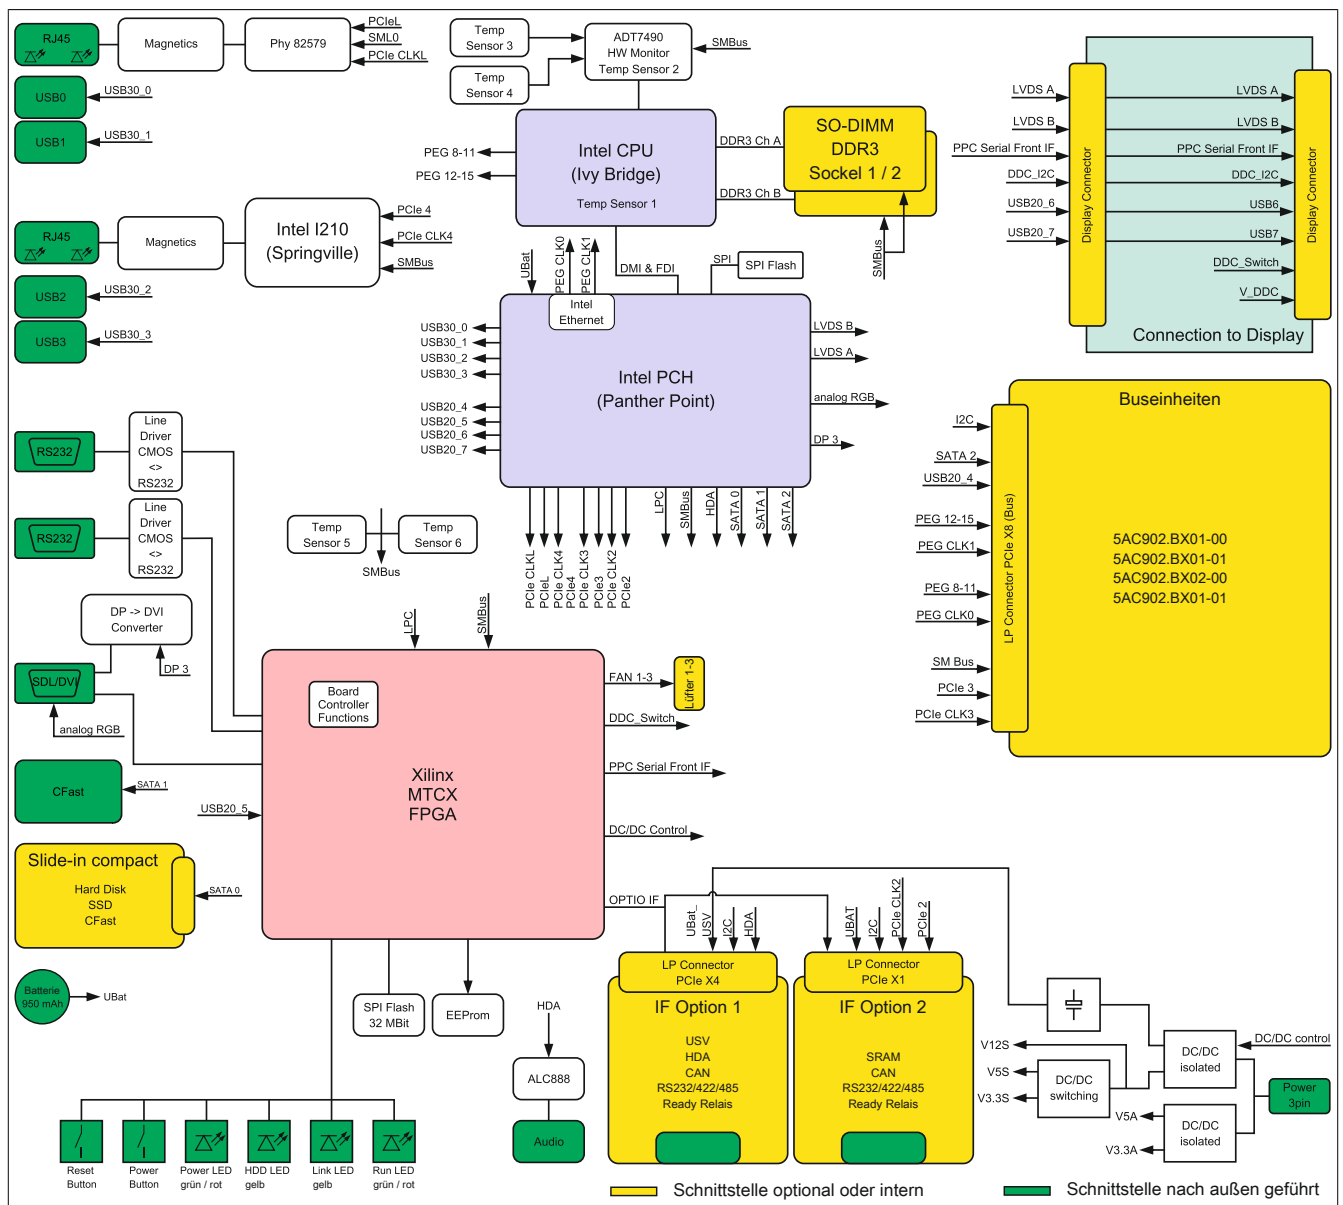 RJ45
Magnetics
Phy 82579
PCIeL
SML0
PCIe CLKL
USB0
USB30_0
USB1
USB30_1
Temp
Sensor 3
Temp
Sensor 4
ADT7490
HW Monitor
Temp Sensor 2
SMBus
Intel CPU
(Ivy Bridge)
Temp Sensor 1
PEG 8-11
PEG 12-15
DDR3 Ch A
DDR3 Ch B
SO-DIMM
DDR3
Sockel 1 / 2
SMBus
LVDS A
LVDS B
PPC Serial Front IF
DDC_I2C
USB20_6
USB20_7
Display Connector
LVDS A
LVDS B
PPC Serial Front IF
DDC_I2C
USB6
USB7
DDC_Switch
V_DDC
Display Connector
Connection to Display
RJ45
Magnetics
Intel I210
(Springville)
PCIe 4
PCIe CLK4
SMBus
USB2
USB30_2
USB3
USB30_3
UBat
PEG CLK0
PEG CLK1
DMI & FDI
SPI
SPI Flash
Intel
Ethernet
Intel PCH
(Panther Point)
USB30_0
USB30_1
USB30_2
USB30_3
USB20_4
USB20_5
USB20_6
USB20_7
LVDS B
LVDS A
analog RGB
DP 3
PCIe CLKL
PCIeL
PCIe CLK4
PCIe4
PCIe CLK3
PCIe3
PCIe CLK2
PCIe2
LPC
SMBus
HDA
SATA 0
SATA 1
SATA 2
Buseinheiten
I2C
SATA 2
USB20_4
PEG 12-15
PEG CLK1
PEG 8-11
PEG CLK0
SM Bus
PCIe 3
PCIe CLK3
LP Connector PCIe X8 (Bus)
5AC902.BX01-00
5AC902.BX01-01
5AC902.BX02-00
5AC902.BX01-01
RS232
Line
Driver
CMOS
<>
RS232
RS232
Line
Driver
CMOS
<>
RS232
Temp
Sensor 5
Temp
Sensor 6
SMBus
DP -> DVI
Converter
DP 3
SDL/DVI
analog RGB
CFast
SATA 1
USB20_5
Slide-in compact
Hard Disk
SSD
CFast
SATA 0
Batterie
950 mAh
UBat
LPC
SMBus
Board
Controller
Functions
Xilinx
MTCX
FPGA
FAN 1-3
Lüfter 1-3
DDC_Switch
PPC Serial Front IF
DC/DC Control
OPTIO IF
SPI Flash
32 MBit
EEProm
HDA
ALC888
Audio
UBat_
USV
I2C
HDA
LP Connector
PCIe X4
IF Option 1
USV
HDA
CAN
RS232/422/485
Ready Relais
UBAT
I2C
PCIe CLK2
PCIe 2
LP Connector
PCIe X1
IF Option 2
SRAM
CAN
RS232/422/485
Ready Relais
V12S
V5S
V3.3S
DC/DC
switching
DC/DC
isolated
DC/DC control
Power
3pin
V5A
V3.3A
DC/DC
isolated
Reset
Button
Power
Button
Power LED
grün / rot
HDD LED
gelb
Link LED
gelb
Run LED
grün / rot
Schnittstelle optional oder intern
Schnittstelle nach außen geführt